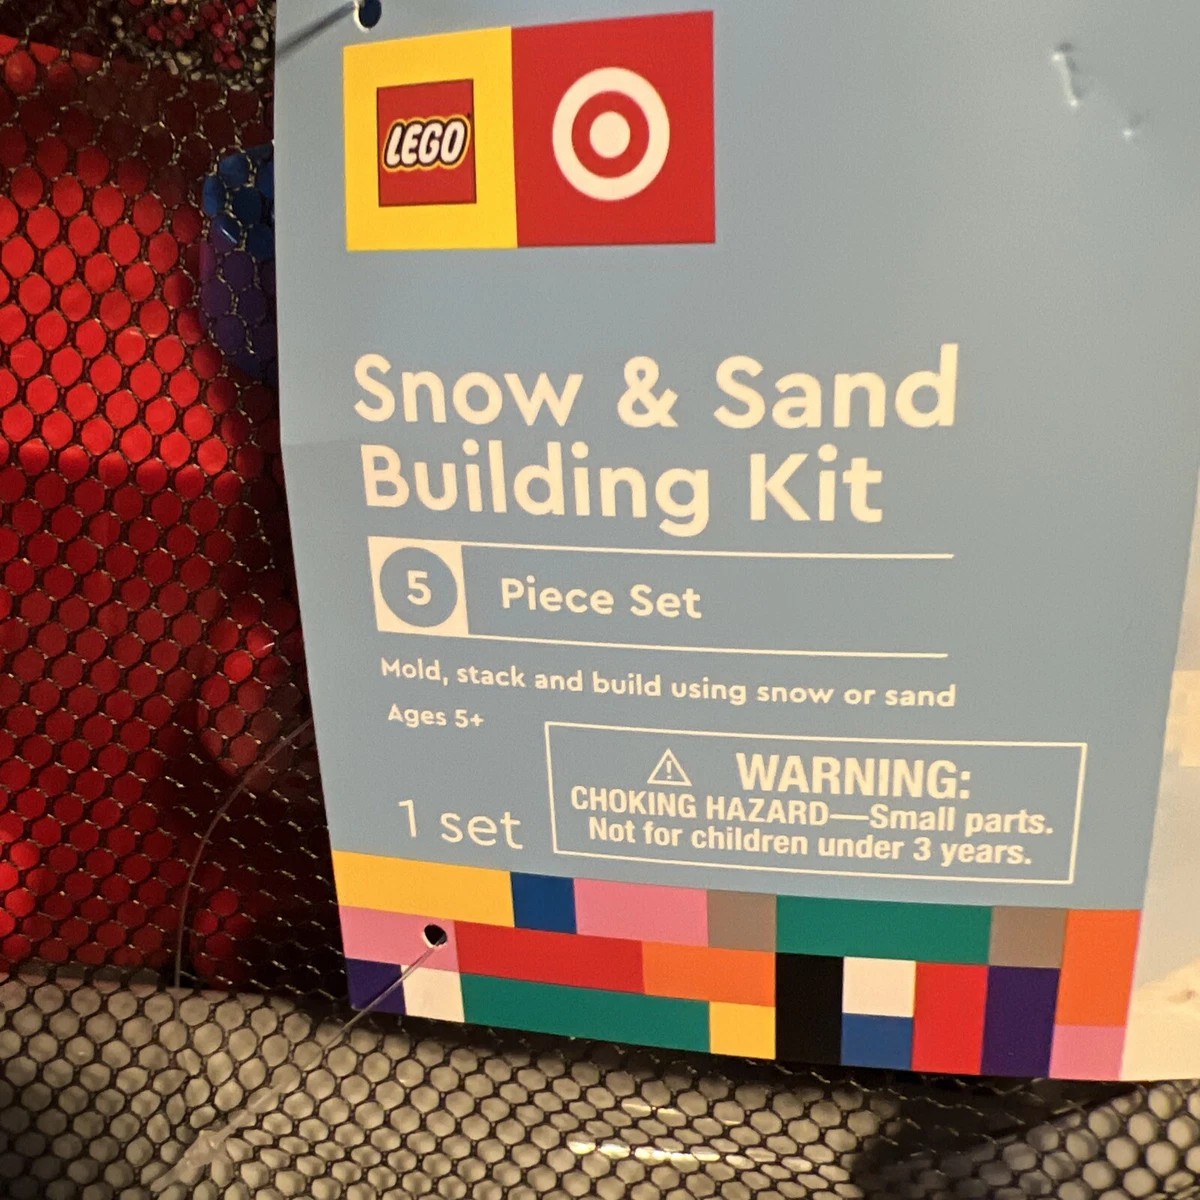 LEGO
Snow & Sand
Building Kit
5 Piece Set
Mold, stack and build using snow or sand
Ages 5+
1 set
WARNING:
CHOKING HAZARD—Small parts.
Not for children under 3 years.